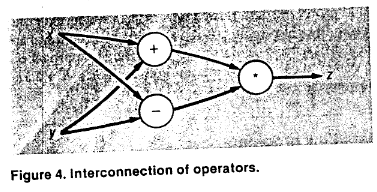 x
+
*
z
−
y
Figure 4. Interconnection of operators.